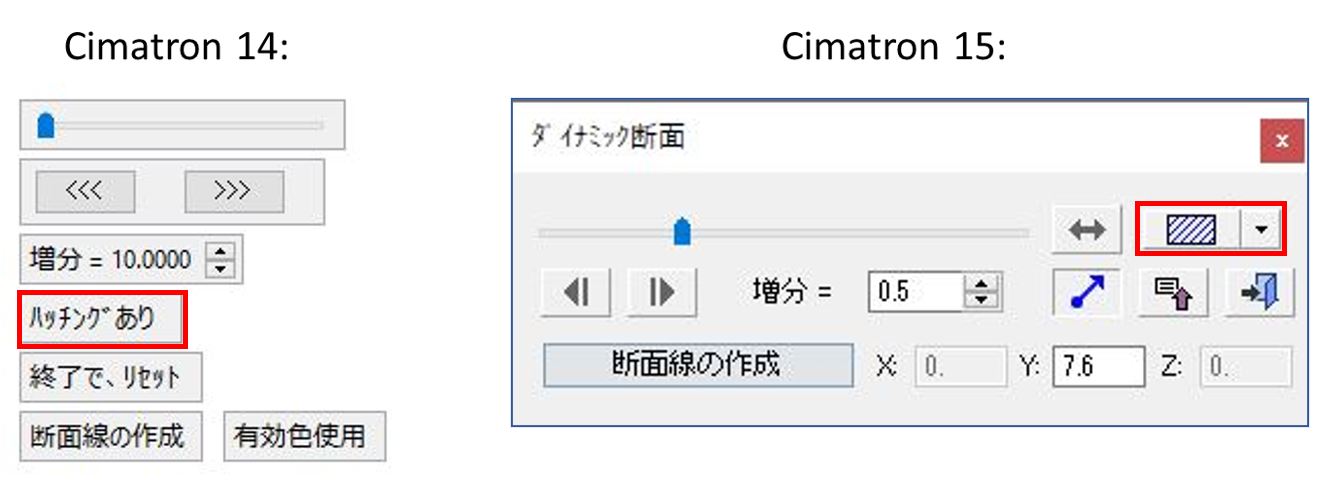 Cimatron 14:
<<<
>>>
増分 = 10.0000
ﾊｯﾁﾝｸﾞあり
終了で、ﾘｾｯﾄ
断面線の作成
有効色使用
Cimatron 15:
ﾀﾞｲﾅﾐｯｸ断面
x
増分 =
0.5
断面線の作成
X:
0.
Y:
7.6
Z:
0.